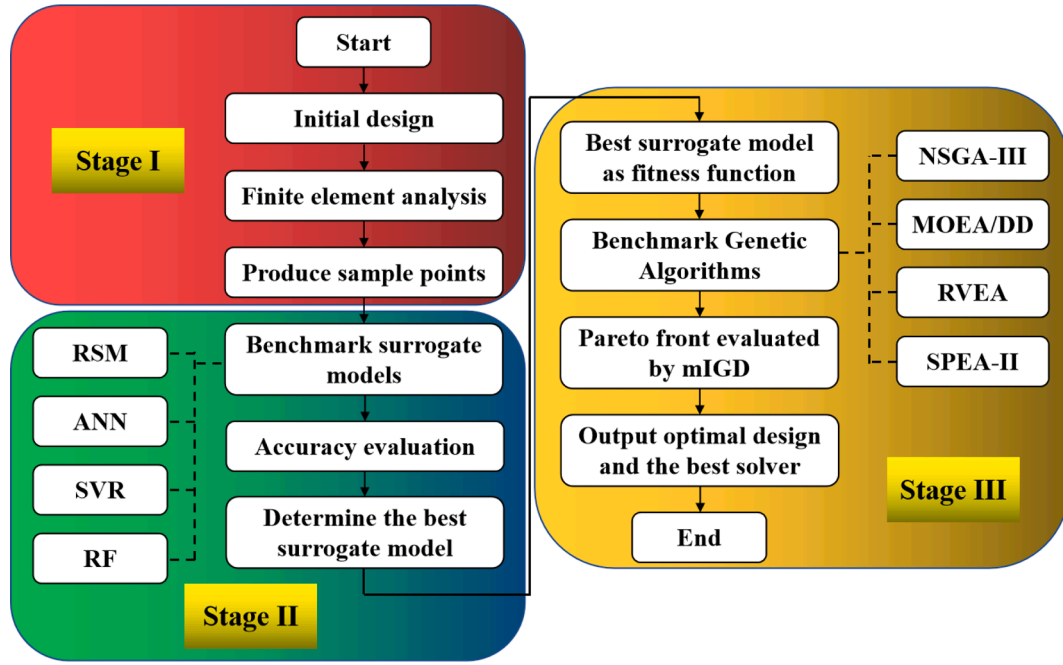 Start
Initial design
Stage I
Finite element analysis
Produce sample points
RSM
ANN
SVR
RF
Benchmark surrogate
models
Accuracy evaluation
Determine the best
surrogate model
Stage II
Best surrogate model
as fitness function
Benchmark Genetic
Algorithms
Pareto front evaluated
by mIGD
Output optimal design
and the best solver
End
NSGA-III
MOEA/DD
RVEA
SPEA-II
Stage III